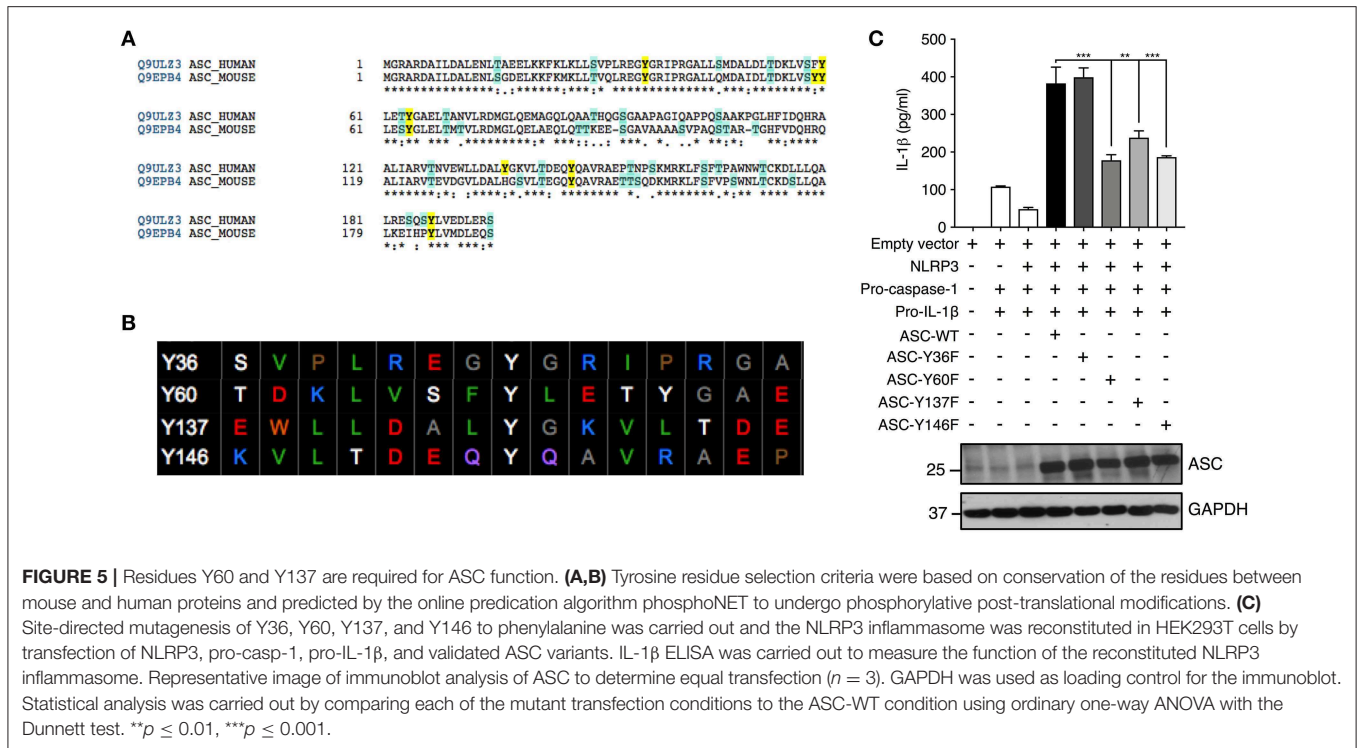 A
Q9ULZ3 ASC_HUMAN 1 MGRARDAILDALENLTAEELKKFKLKLLSVPLREGYGRIPRGALLSMDALDLTDKLVSFY
Q9EPB4 ASC_MOUSE 1 MGRARDAILDALENLSGDELKKFKMKLLTVQLREGYGRIPRGALLQMDAIDLTDKLVSYY
***************:.:******:***:* **************.***:********:*
Q9ULZ3 ASC_HUMAN 61 LETYGAELTANVLRDMGLQEMAGQLQAATHQGSGAAPAGIQAPPQSAAKPGLHFIDQHRA
Q9EPB4 ASC_MOUSE 61 LESYGLELTMTVLRDMGLQELAEQLQTTKEE-SGAVAAAASVPAQSTAR-TGHFVDQHRQ
Q9ULZ3 ASC_HUMAN 121 ALIARVTNVEWLLDALYGKVLTDEQYQAVRAEPTNPSKMRKLFSFTPAWNWTCKDLLLQA
Q9EPB4 ASC_MOUSE 119 ALIARVTEVDGVLDALHGSVLTEGQYQAVRAETTSQDKMRKLFSFVPSWNLTCKDSLLQA
*******:*: :****:*.***: ******** *. .********.*:** **** ****
Q9ULZ3 ASC_HUMAN 181 LRESQSYLVEDLERS
Q9EPB4 ASC_MOUSE 179 LKEIHPYLVMDLEQS
*:* : *** ***:*
B
Y36 S V P L R E G Y G R I P R G A
Y60 T D K L V S F Y L E T Y G A E
Y137 E W L L D A L Y G K V L T D E
Y146 K V L T D E Q Y Q A V R A E P
C
IL-1β (pg/ml)
500
400
300
200
100
0
*** ** ***
Empty vector + + + + + + + +
NLRP3 - - + + + + + +
Pro-caspase-1 - + + + + + + +
Pro-IL-1β - + + + + + + +
ASC-WT - - - + - - - -
ASC-Y36F - - - - + - - -
ASC-Y60F - - - - - + - -
ASC-Y137F - - - - - - + -
ASC-Y146F - - - - - - - +
25 ASC
37 GAPDH
FIGURE 5 | Residues Y60 and Y137 are required for ASC function. (A,B) Tyrosine residue selection criteria were based on conservation of the residues between
mouse and human proteins and predicted by the online predication algorithm phosphoNET to undergo phosphorylative post-translational modifications. (C)
Site-directed mutagenesis of Y36, Y60, Y137, and Y146 to phenylalanine was carried out and the NLRP3 inflammasome was reconstituted in HEK293T cells by
transfection of NLRP3, pro-casp-1, pro-IL-1β, and validated ASC variants. IL-1β ELISA was carried out to measure the function of the reconstituted NLRP3
inflammasome. Representative image of immunoblot analysis of ASC to determine equal transfection (n = 3). GAPDH was used as loading control for the immunoblot.
Statistical analysis was carried out by comparing each of the mutant transfection conditions to the ASC-WT condition using ordinary one-way ANOVA with the
Dunnett test. **p ≤ 0.01, ***p ≤ 0.001.